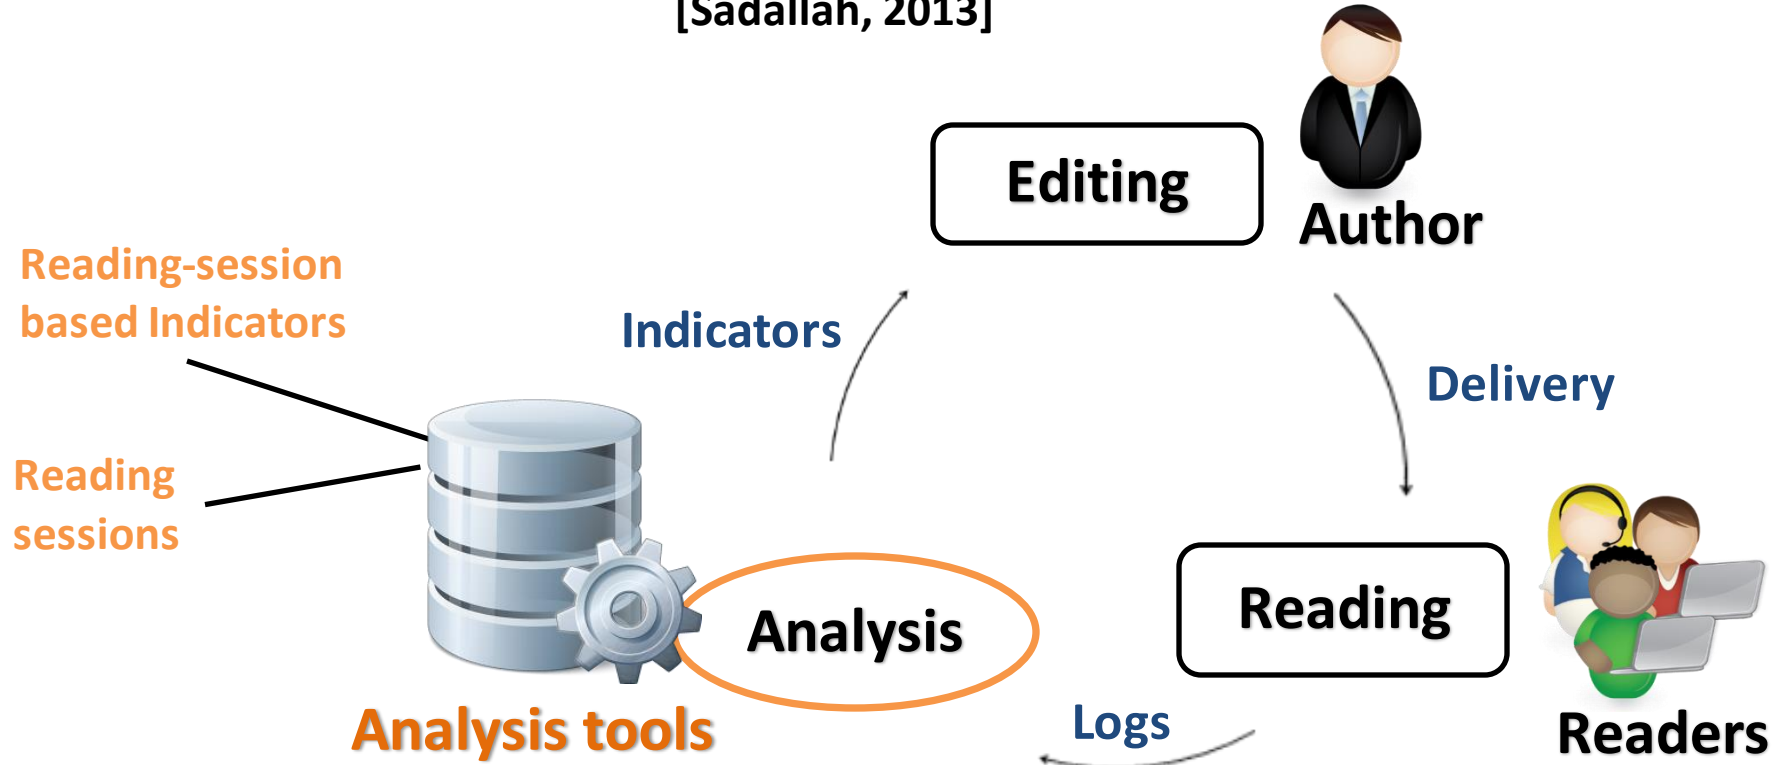 [Sadallah, 2013]
Editing
Author
Reading-session
based Indicators
Indicators
Delivery
Reading
sessions
Reading
Analysis
Analysis tools
Logs
Readers